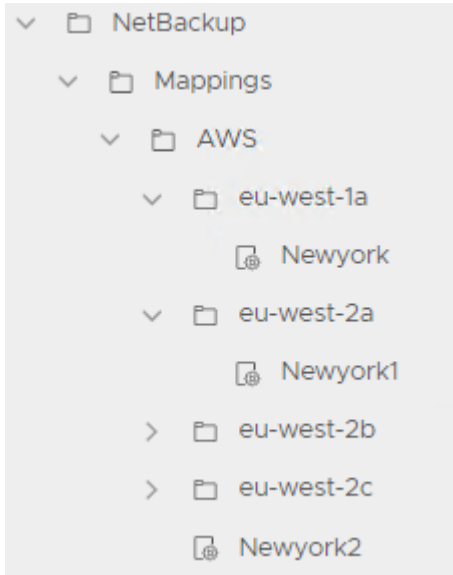 NetBackup
Mappings
AWS
eu-west-1a
Newyork
eu-west-2a
Newyork1
eu-west-2b
eu-west-2c
Newyork2